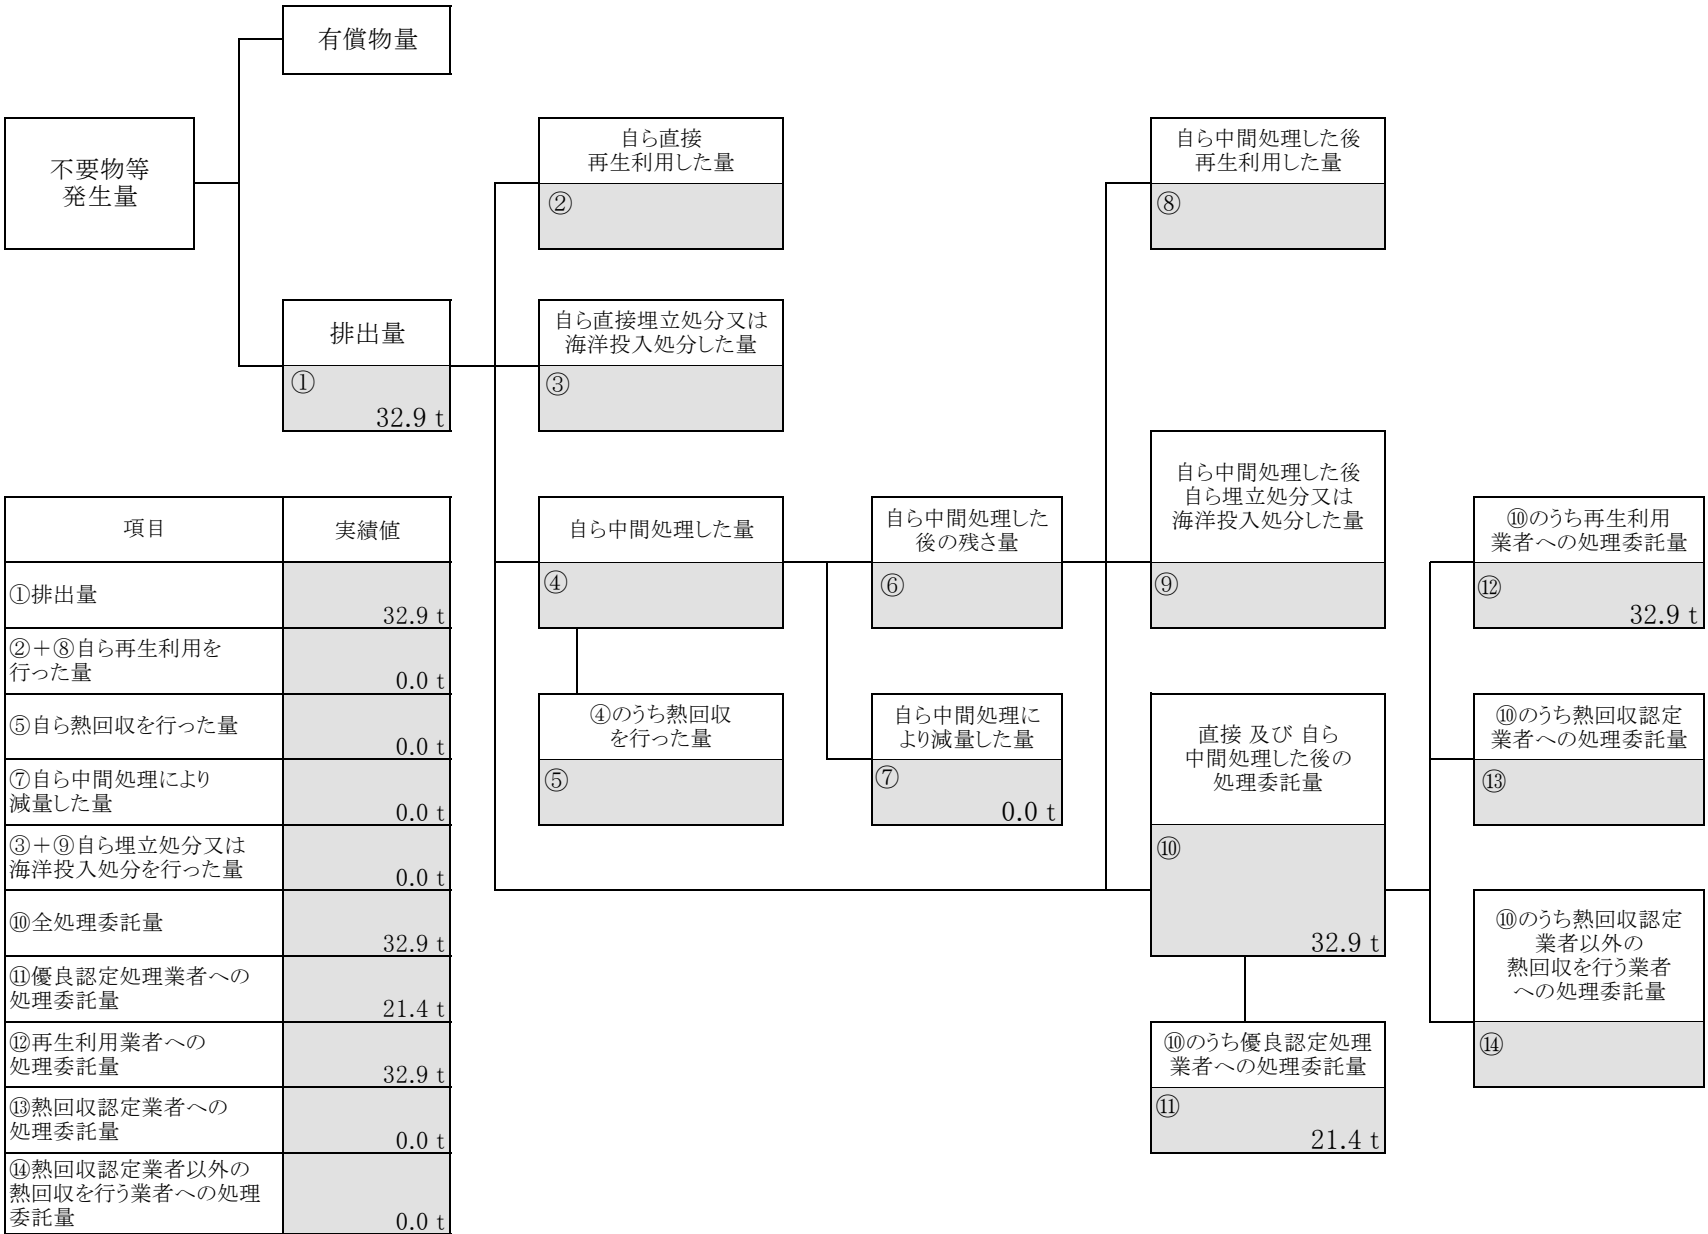 有償物量
不要物等
発生量
自ら直接
再生利用した量
②
自ら中間処理した後
再生利用した量
⑧
排出量
①
32.9 t
自ら直接埋立処分又は
海洋投入処分した量
③
自ら中間処理した量
④
自ら中間処理した
後の残さ量
⑥
自ら中間処理した後
自ら埋立処分又は
海洋投入処分した量
⑨
⑩のうち再生利用
業者への処理委託量
⑫
32.9 t
④のうち熱回収
を行った量
⑤
自ら中間処理に
より減量した量
⑦
0.0 t
直接 及び 自ら
中間処理した後の
処理委託量
⑩
32.9 t
⑩のうち熱回収認定
業者への処理委託量
⑬
⑩のうち熱回収認定
業者以外の
熱回収を行う業者
への処理委託量
⑭
⑩のうち優良認定処理
業者への処理委託量
⑪
21.4 t
項目 実績値
①排出量
32.9 t
②＋⑧自ら再生利用を
行った量
0.0 t
⑤自ら熱回収を行った量
0.0 t
⑦自ら中間処理により
減量した量
0.0 t
③＋⑨自ら埋立処分又は
海洋投入処分を行った量
0.0 t
⑩全処理委託量
32.9 t
⑪優良認定処理業者への
処理委託量
21.4 t
⑫再生利用業者への
処理委託量
32.9 t
⑬熱回収認定業者への
処理委託量
0.0 t
⑭熱回収認定業者以外の
熱回収を行う業者への処理
委託量
0.0 t